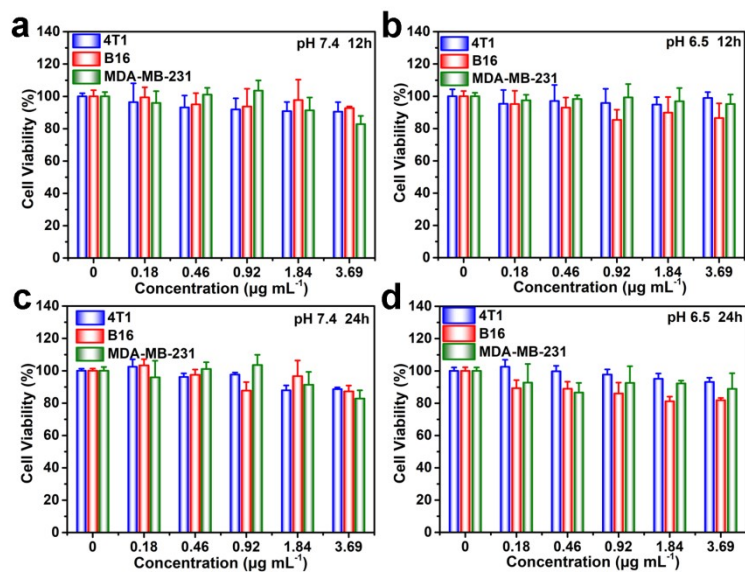 a
pH 7.4 12h
4T1
B16
MDA-MB-231
Cell Viability (%)
140
120
100
80
60
40
20
0
0 0.18 0.46 0.92 1.84 3.69
Concentration (μg mL⁻¹)
b
pH 6.5 12h
4T1
B16
MDA-MB-231
Cell Viability (%)
140
120
100
80
60
40
20
0
0 0.18 0.46 0.92 1.84 3.69
Concentration (μg mL⁻¹)
c
pH 7.4 24h
4T1
B16
MDA-MB-231
Cell Viability (%)
140
120
100
80
60
40
20
0
0 0.18 0.46 0.92 1.84 3.69
Concentration (μg mL⁻¹)
d
pH 6.5 24h
4T1
B16
MDA-MB-231
Cell Viability (%)
140
120
100
80
60
40
20
0
0 0.18 0.46 0.92 1.84 3.69
Concentration (μg mL⁻¹)